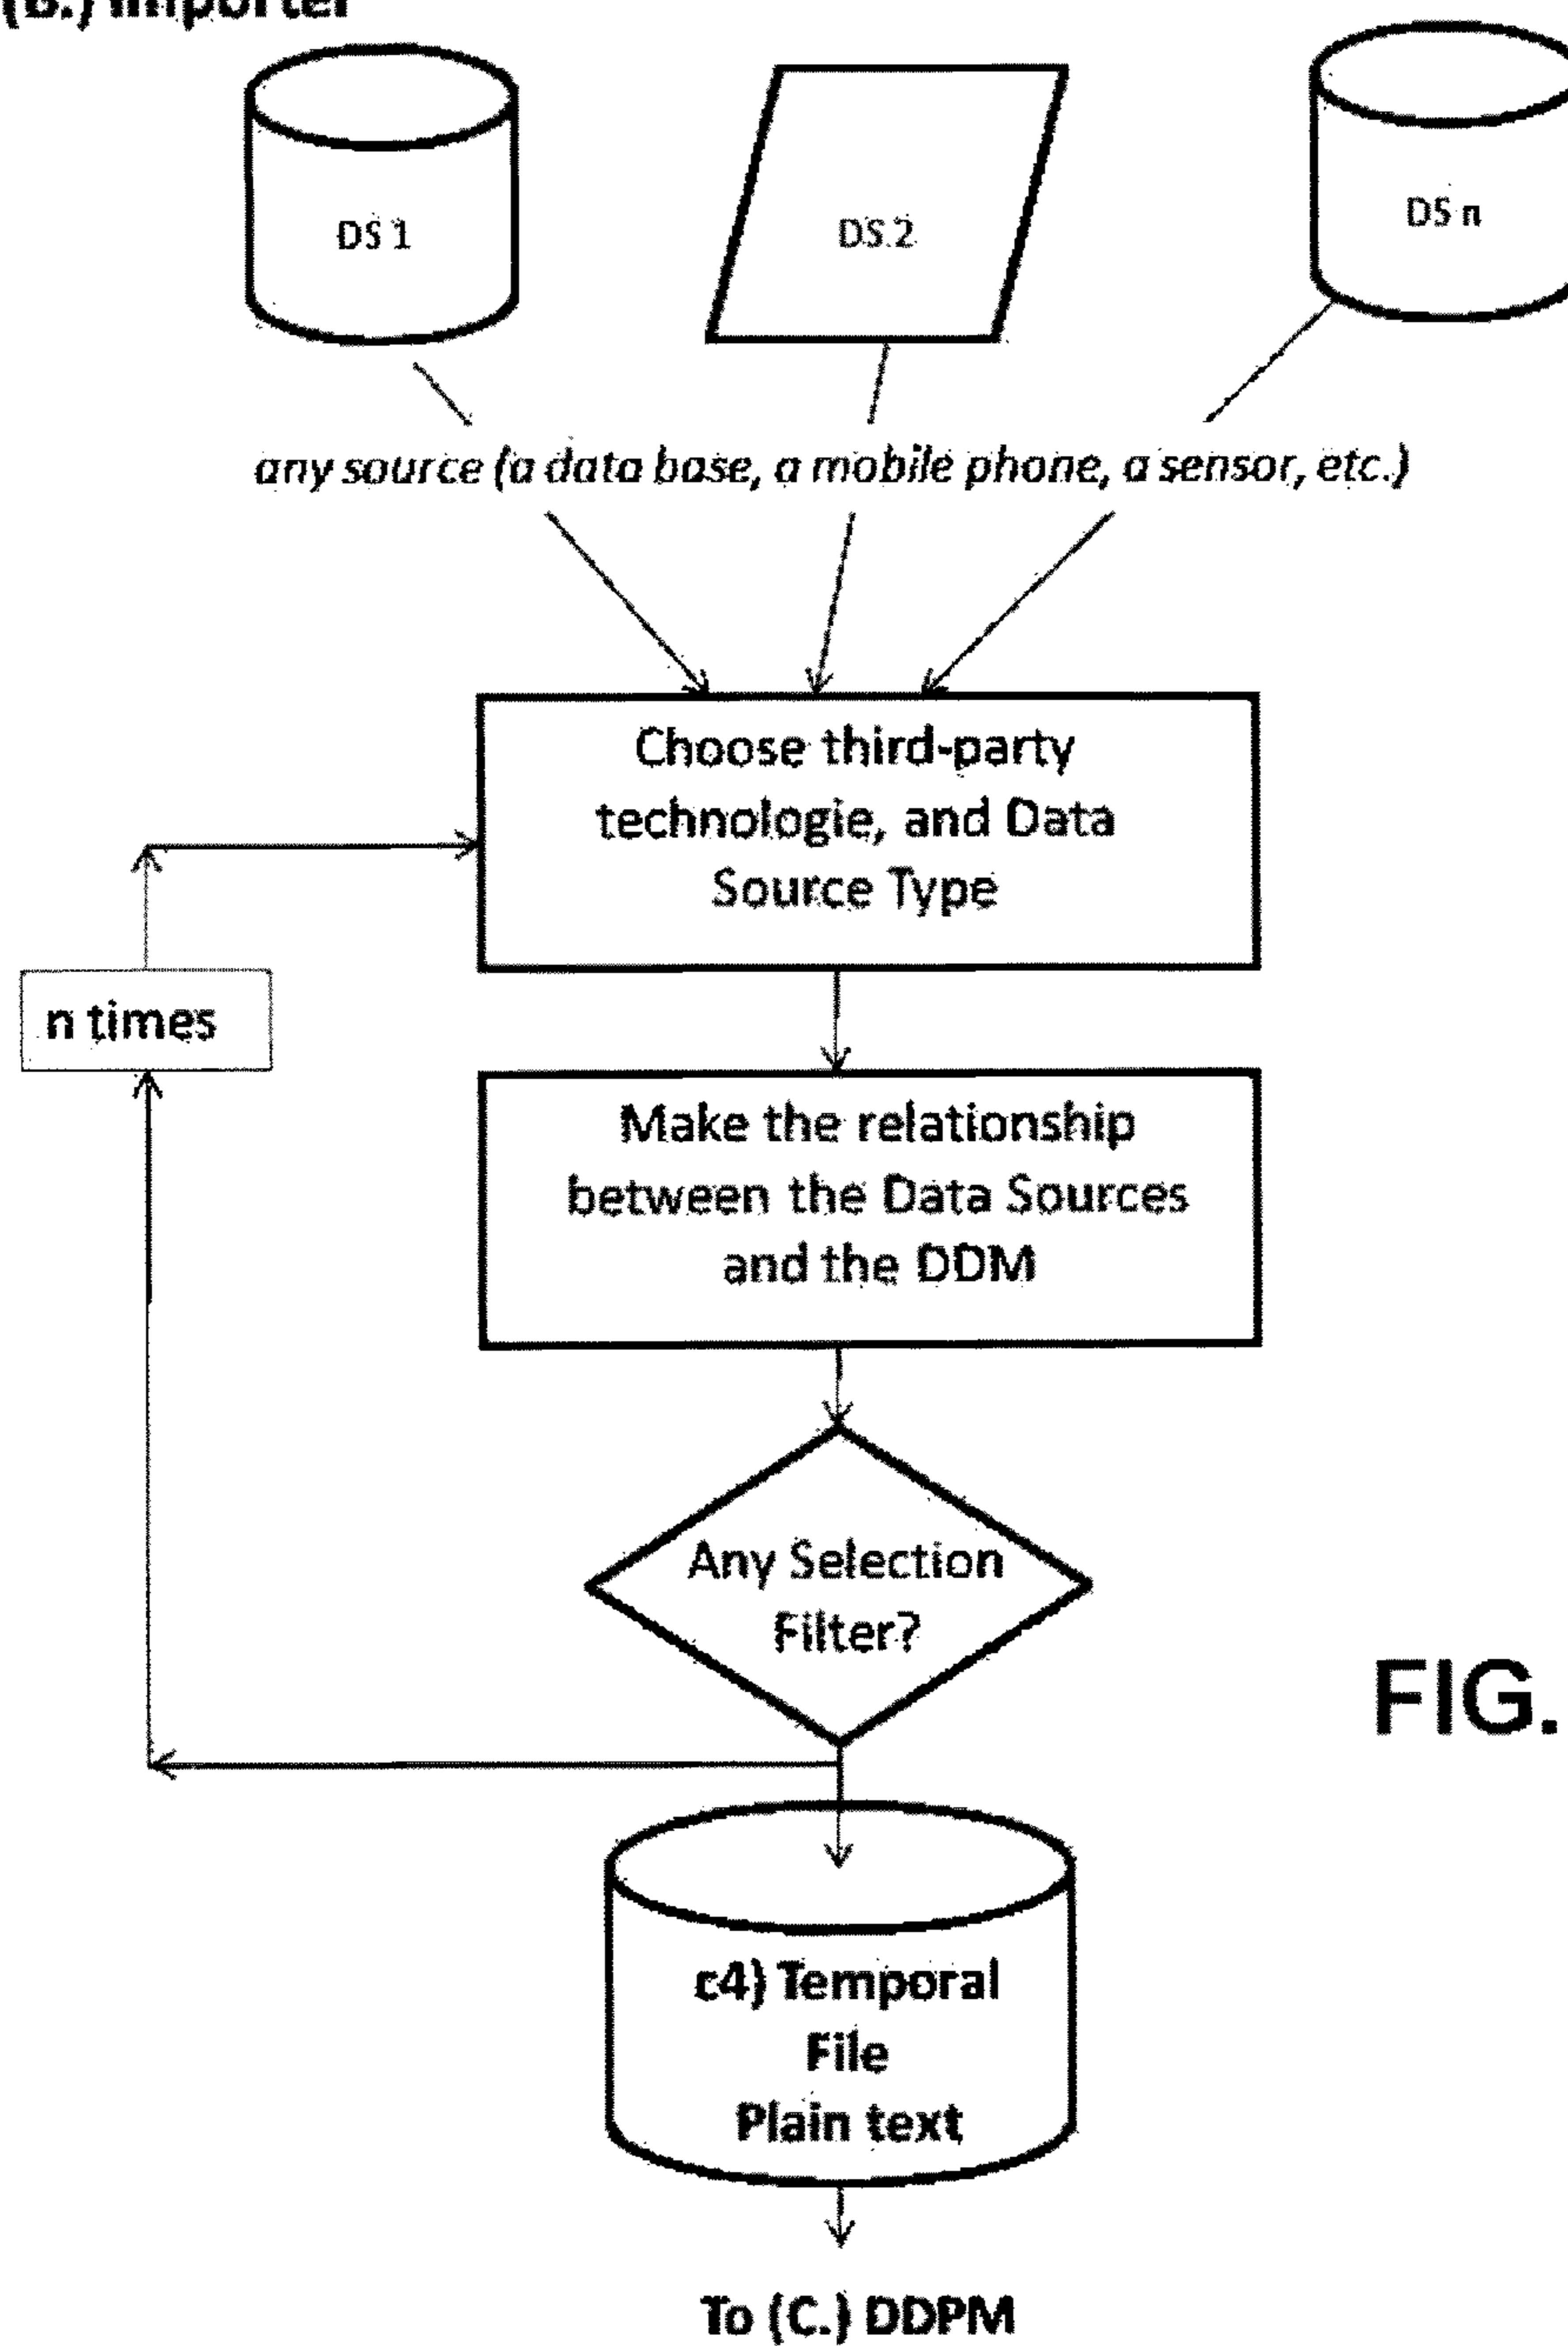 (B.) Importer
DS 1
DS 2
DS n
any source (a data base, a mobile phone, a sensor, etc.)
Choose third-party
technologie, and Data
Source Type
n times
Make the relationship
between the Data Sources
and the DDM
Any Selection
Filter?
FIG.
c4) Temporal
File
Plain text
To (C.) DDPM